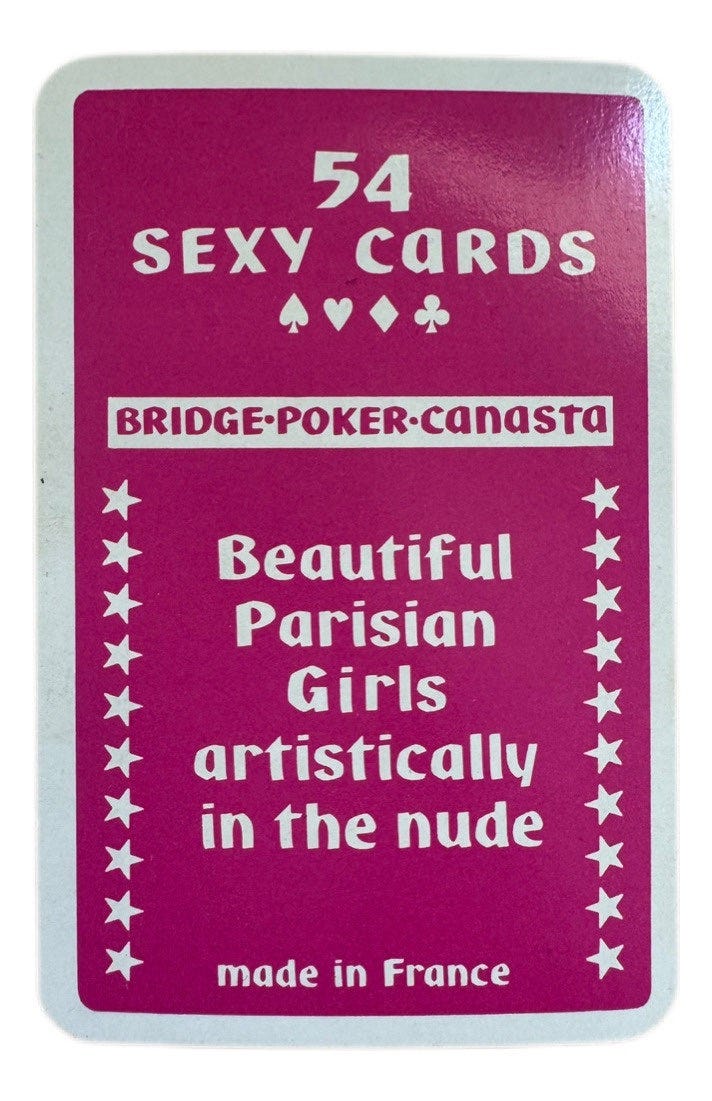 54
SEXY CARDS
♠♥♦♣
BRIDGE•POKER•CANASTA
Beautiful
Parisian
Girls
artistically
in the nude
made in France